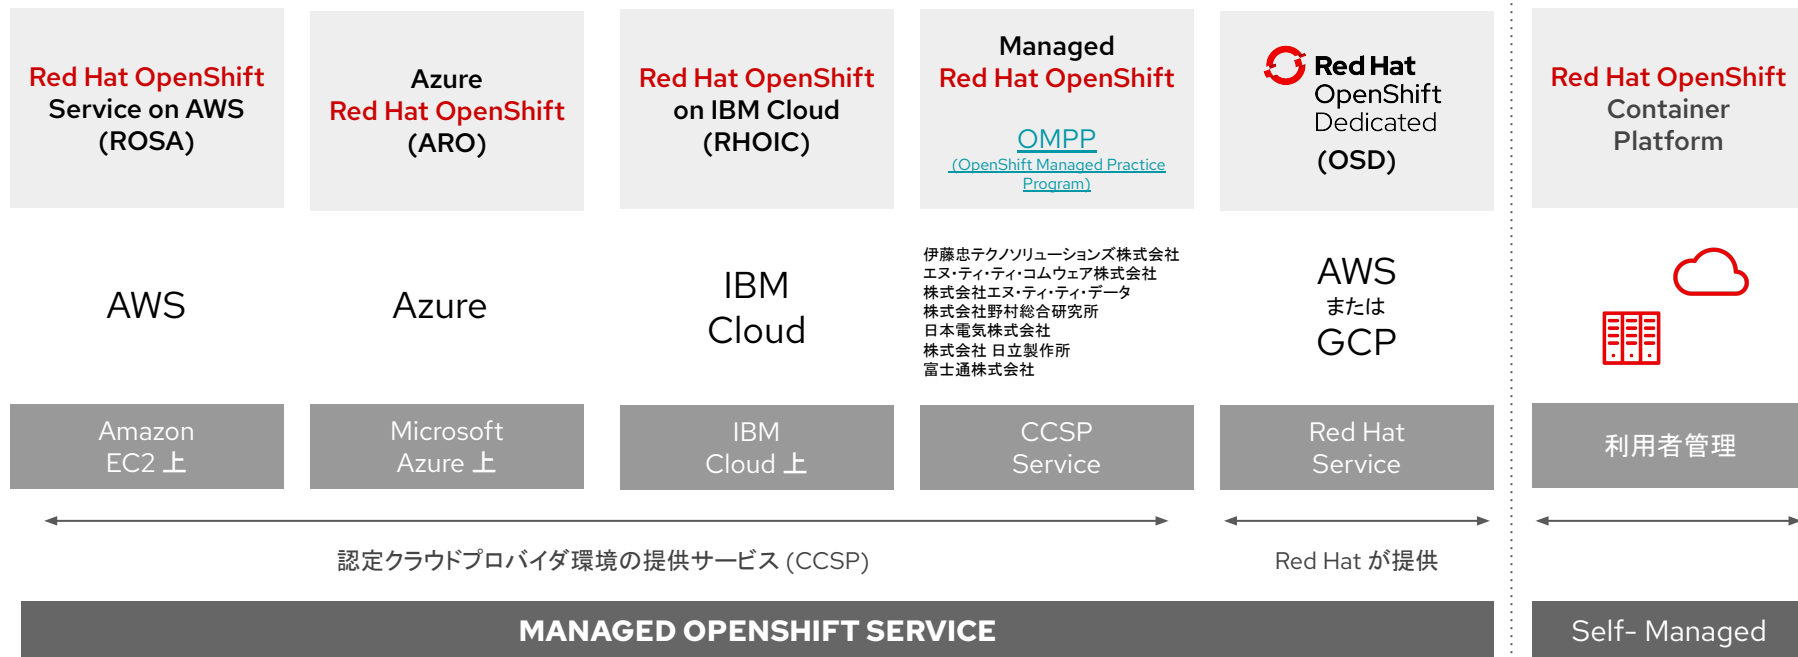 Red Hat OpenShift
Service on AWS
(ROSA)
Azure
Red Hat OpenShift
(ARO)
Red Hat OpenShift
on IBM Cloud
(RHOIC)
Managed
Red Hat OpenShift
OMPP
(OpenShift Managed Practice
Program)
Red Hat
OpenShift
Dedicated
(OSD)
Red Hat OpenShift
Container
Platform
AWS
Azure
IBM
Cloud
伊藤忠テクノソリューションズ株式会社
エヌ・ティ・ティ・コムウェア株式会社
株式会社エヌ・ティ・ティ・データ
株式会社野村総合研究所
日本電気株式会社
株式会社 日立製作所
富士通株式会社
AWS
または
GCP
Amazon
EC2 上
Microsoft
Azure 上
IBM
Cloud 上
CCSP
Service
Red Hat
Service
利用者管理
認定クラウドプロバイダ環境の提供サービス (CCSP)
Red Hat が提供
MANAGED OPENSHIFT SERVICE
Self- Managed